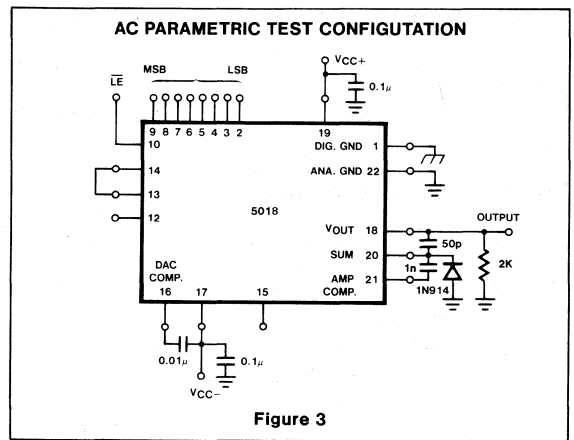 AC PARAMETRIC TEST CONFIGUTATION
VCC+
MSB LSB
LE
0.1μ
9 8 7 6 5 4 3 2 19
10 DIG. GND 1
14 ANA. GND 22
13
12 5018
VOUT 18 OUTPUT
50p
SUM 20
1n 2K
DAC COMP. AMP COMP. 21
1N914
16 17 15
0.01μ 0.1μ
VCC−
Figure 3